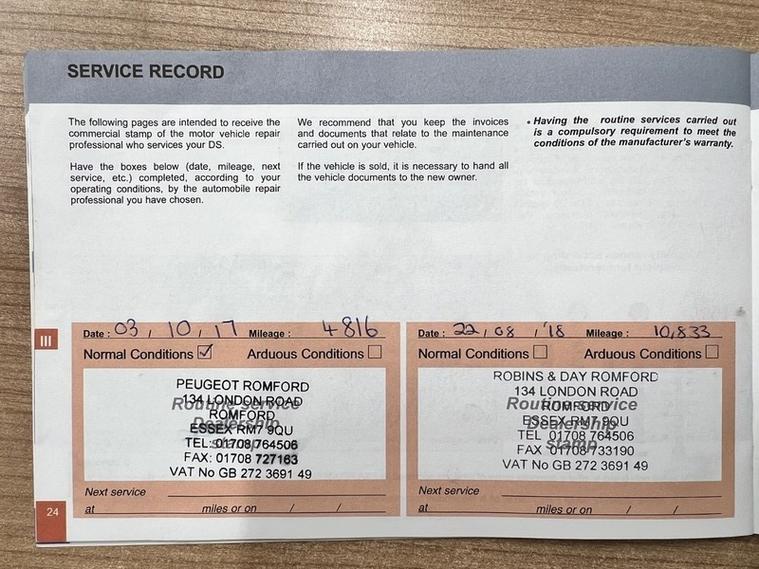 SERVICE RECORD
The following pages are intended to receive the
commercial stamp of the motor vehicle repair
professional who services your DS.
Have the boxes below (date, mileage, next
service, etc.) completed, according to your
operating conditions, by the automobile repair
professional you have chosen.
We recommend that you keep the invoices
and documents that relate to the maintenance
carried out on your vehicle.
If the vehicle is sold, it is necessary to hand all
the vehicle documents to the new owner.
• Having the routine services carried out
is a compulsory requirement to meet the
conditions of the manufacturer's warranty.
III
Date : 03 / 10 / 17 Mileage : 4816
Normal Conditions ☑ Arduous Conditions ☐
PEUGEOT ROMFORD
134 LONDON ROAD
Routine service
ROMFORD
Dealership
ESSEX RM7 9QU
stamp
TEL: 01708 764506
FAX: 01708 727163
VAT No GB 272 3691 49
Next service
at miles or on / /
Date : 22 / 08 / '18 Mileage : 10,833
Normal Conditions ☐ Arduous Conditions ☐
ROBINS & DAY ROMFORD
134 LONDON ROAD
Routine service
ROMFORD
ESSEX RM7 9QU
Dealership
TEL 01708 764506
stamp
FAX 01708 733190
VAT No GB 272 3691 49
Next service
at miles or on / /
24